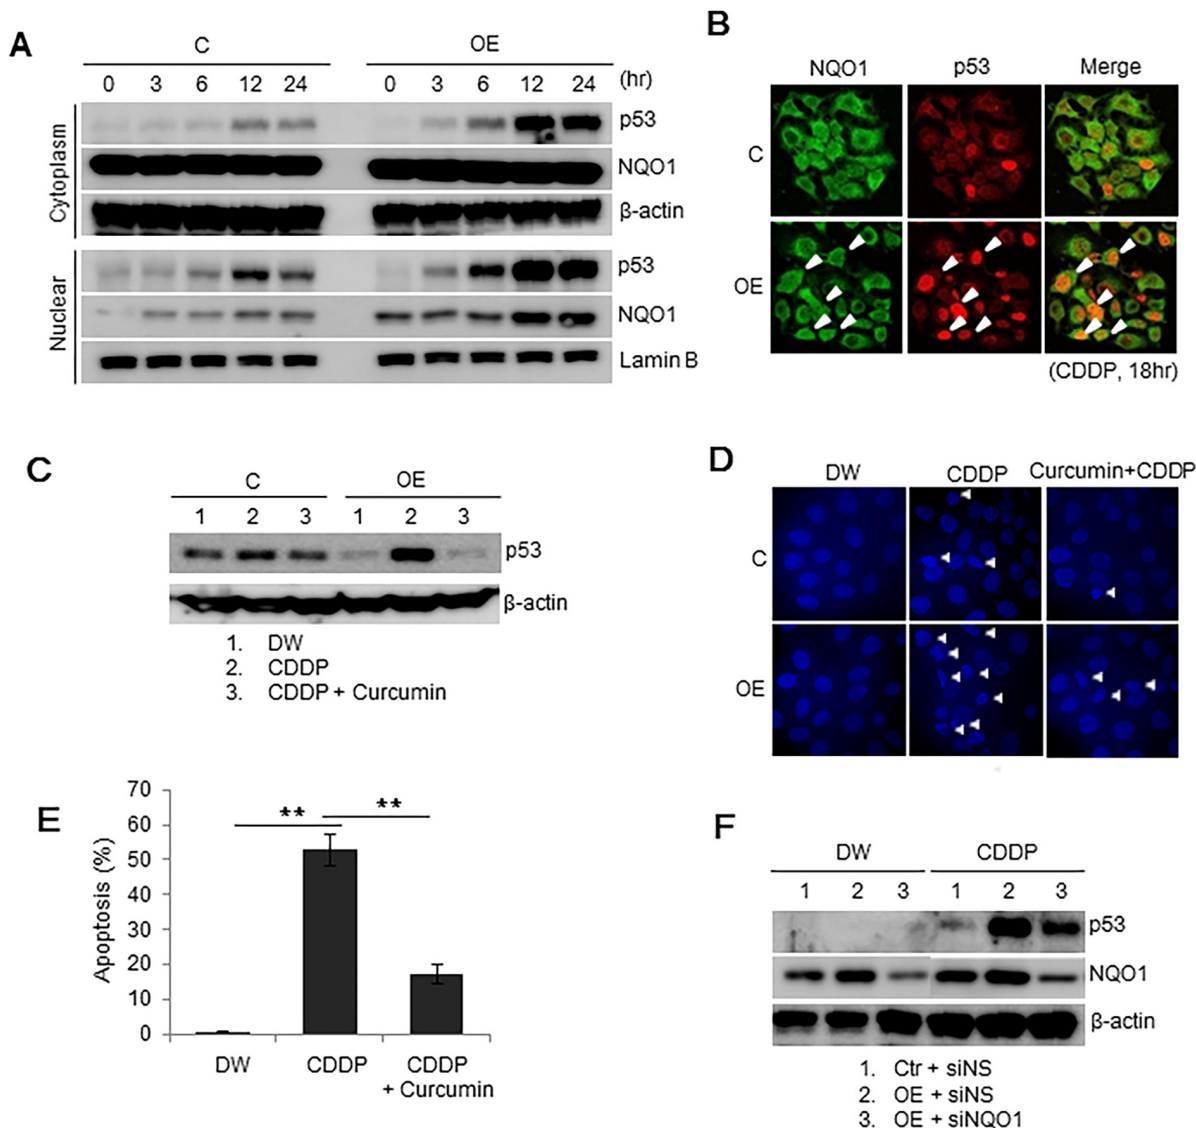 A
C OE
0 3 6 12 24 0 3 6 12 24 (hr)
Cytoplasm
p53
NQO1
β-actin
Nuclear
p53
NQO1
Lamin B
B
NQO1 p53 Merge
C
OE
(CDDP, 18hr)
C
C OE
1 2 3 1 2 3
p53
β-actin
1. DW
2. CDDP
3. CDDP + Curcumin
D
DW CDDP Curcumin+CDDP
C
OE
E
Apoptosis (%)
70
60
50
40
30
20
10
0
** **
DW CDDP CDDP
+ Curcumin
F
DW CDDP
1 2 3 1 2 3
p53
NQO1
β-actin
1. Ctr + siNS
2. OE + siNS
3. OE + siNQO1